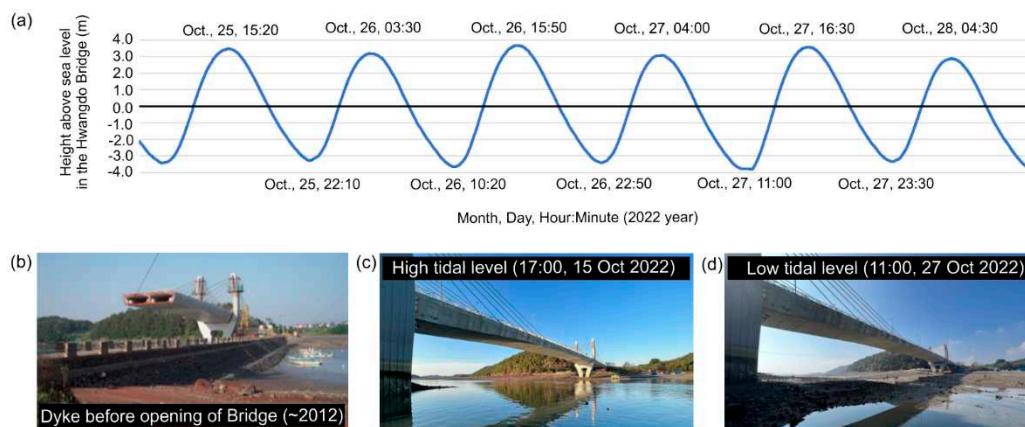 (a)
Oct., 25, 15:20 Oct., 26, 03:30 Oct., 26, 15:50 Oct., 27, 04:00 Oct., 27, 16:30 Oct., 28, 04:30
Height above sea level
in the Hwangdo Bridge (m)
4.0
3.0
2.0
1.0
0.0
-1.0
-2.0
-3.0
-4.0
Oct., 25, 22:10 Oct., 26, 10:20 Oct., 26, 22:50 Oct., 27, 11:00 Oct., 27, 23:30
Month, Day, Hour:Minute (2022 year)
(b)
Dyke before opening of Bridge (~2012)
(c)
High tidal level (17:00, 15 Oct 2022)
(d)
Low tidal level (11:00, 27 Oct 2022)